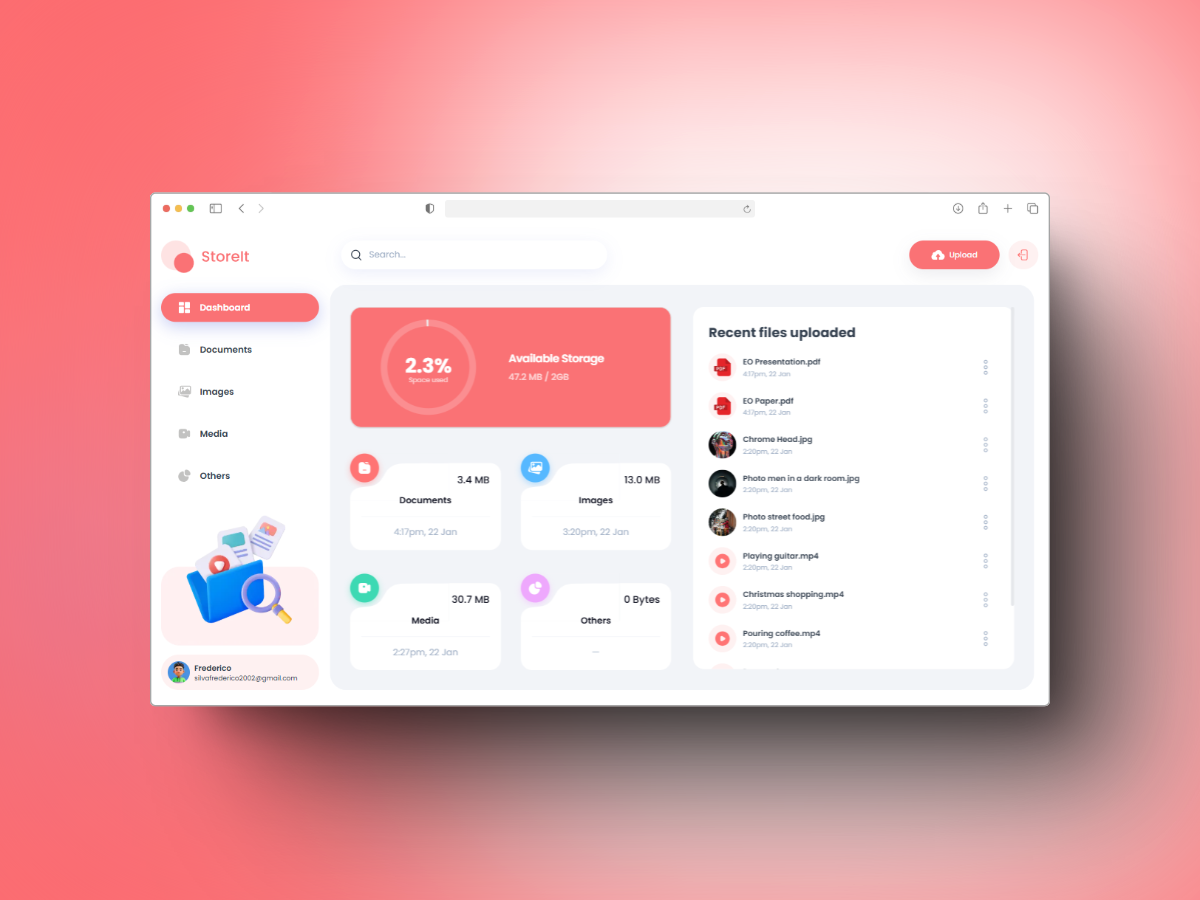 StoreIt
Search...
Upload
Dashboard
Documents
Images
Media
Others
Frederico
silvafrederico2002@gmail.com
2.3%
Space used
Available Storage
47.2 MB / 2GB
3.4 MB
Documents
4:17pm, 22 Jan
13.0 MB
Images
3:20pm, 22 Jan
30.7 MB
Media
2:27pm, 22 Jan
0 Bytes
Others
—
Recent files uploaded
PDF
EO Presentation.pdf
4:17pm, 22 Jan
PDF
EO Paper.pdf
4:17pm, 22 Jan
Chrome Head.jpg
2:20pm, 22 Jan
Photo men in a dark room.jpg
2:20pm, 22 Jan
Photo street food.jpg
2:20pm, 22 Jan
Playing guitar.mp4
2:20pm, 22 Jan
Christmas shopping.mp4
2:20pm, 22 Jan
Pouring coffee.mp4
2:20pm, 22 Jan